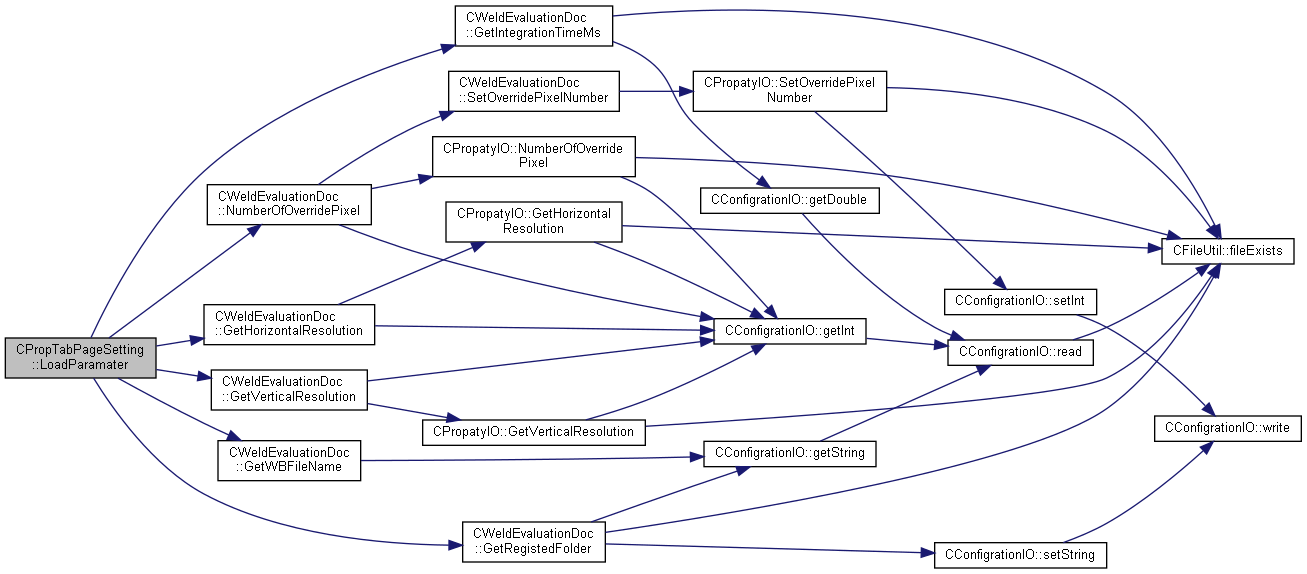 CPropTabPageSetting
::LoadParamater
CWeldEvaluationDoc
::GetIntegrationTimeMs
CWeldEvaluationDoc
::NumberOfOverridePixel
CWeldEvaluationDoc
::GetHorizontalResolution
CWeldEvaluationDoc
::GetVerticalResolution
CWeldEvaluationDoc
::GetWBFileName
CWeldEvaluationDoc
::GetRegistedFolder
CWeldEvaluationDoc
::SetOverridePixelNumber
CPropatyIO::NumberOfOverride
Pixel
CPropatyIO::GetHorizontal
Resolution
CPropatyIO::GetVerticalResolution
CPropatyIO::SetOverridePixel
Number
CConfigrationIO::getDouble
CConfigrationIO::getInt
CConfigrationIO::getString
CConfigrationIO::setInt
CConfigrationIO::read
CConfigrationIO::setString
CFileUtil::fileExists
CConfigrationIO::write